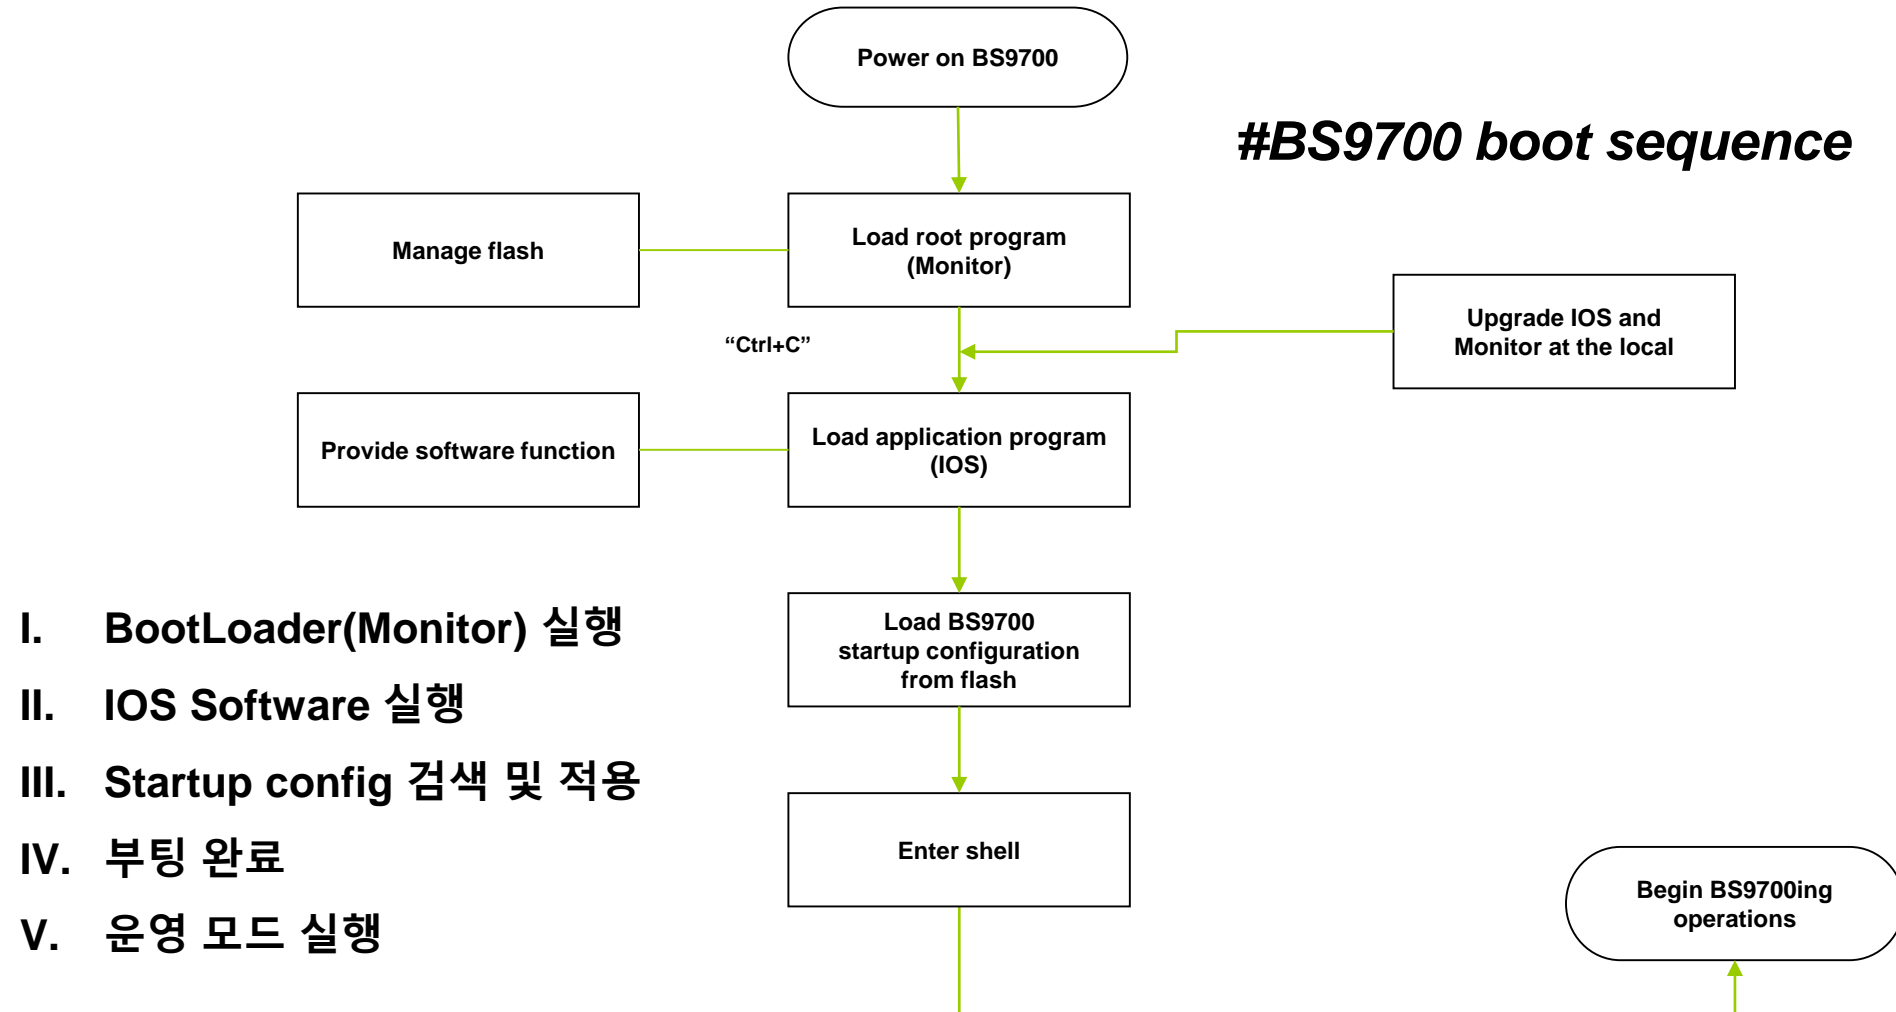 Power on BS9700
#BS9700 boot sequence
Manage flash
Load root program
(Monitor)
Upgrade IOS and
Monitor at the local
“Ctrl+C”
Provide software function
Load application program
(IOS)
Load BS9700
startup configuration
from flash
I. BootLoader(Monitor) 실행
II. IOS Software 실행
III. Startup config 검색 및 적용
IV. 부팅 완료
V. 운영 모드 실행
Enter shell
Begin BS9700ing
operations